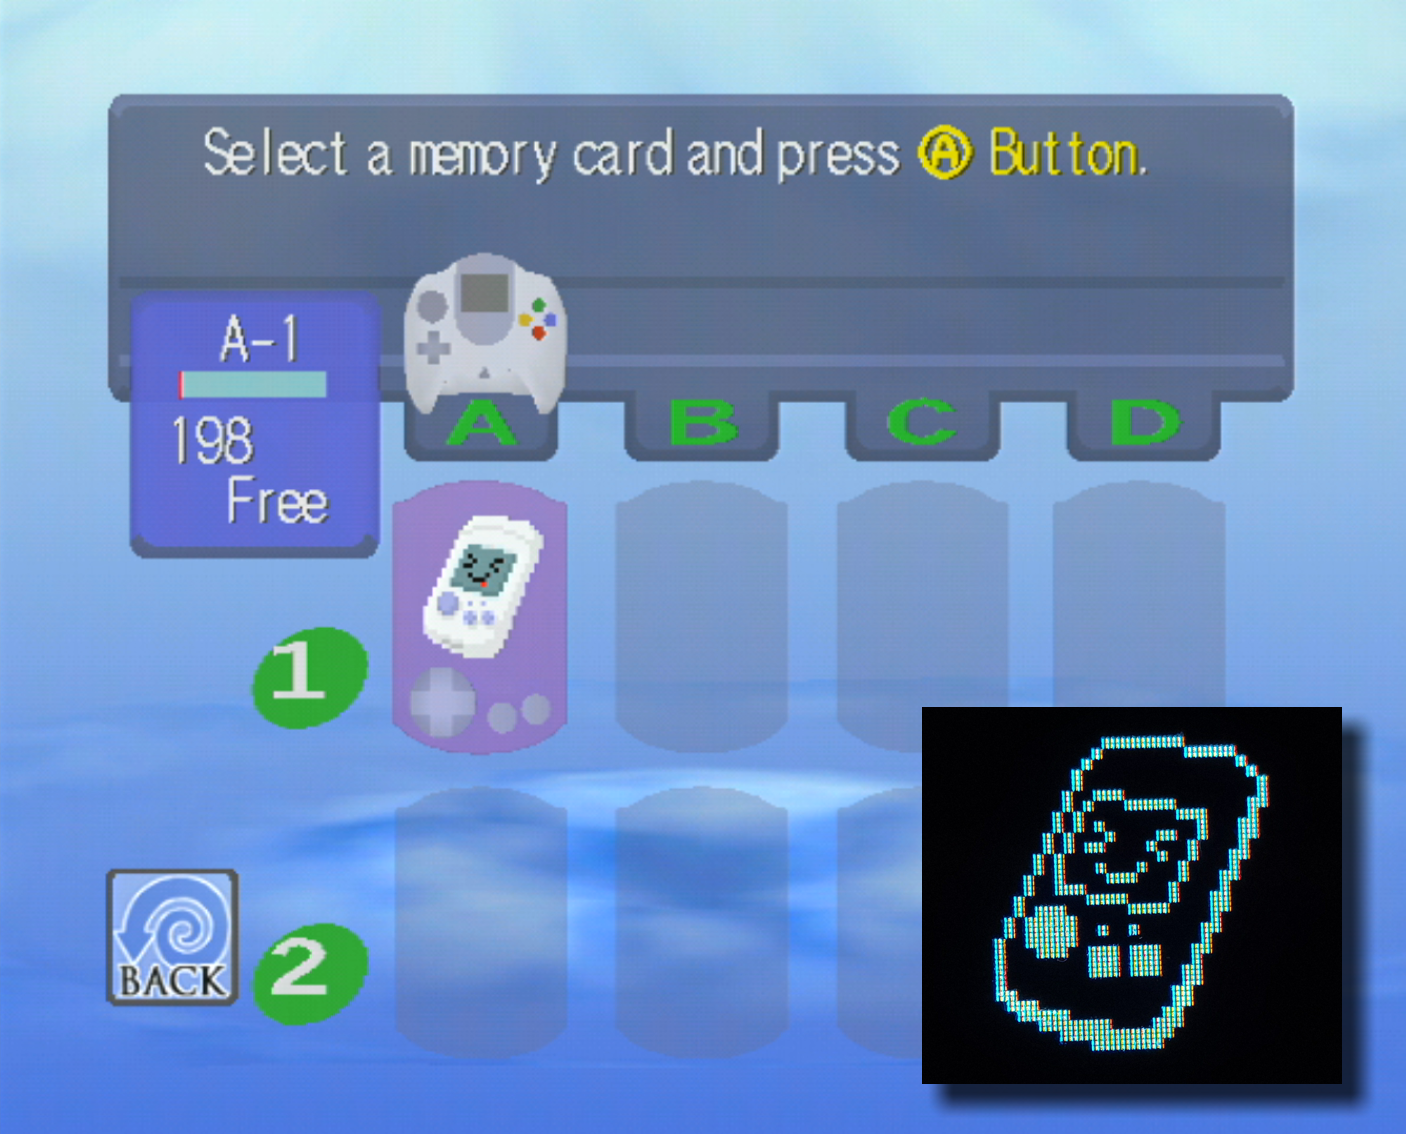 Select a memory card and press Ⓐ Button.
A-1
198
Free
A B C D
1
2
BACK